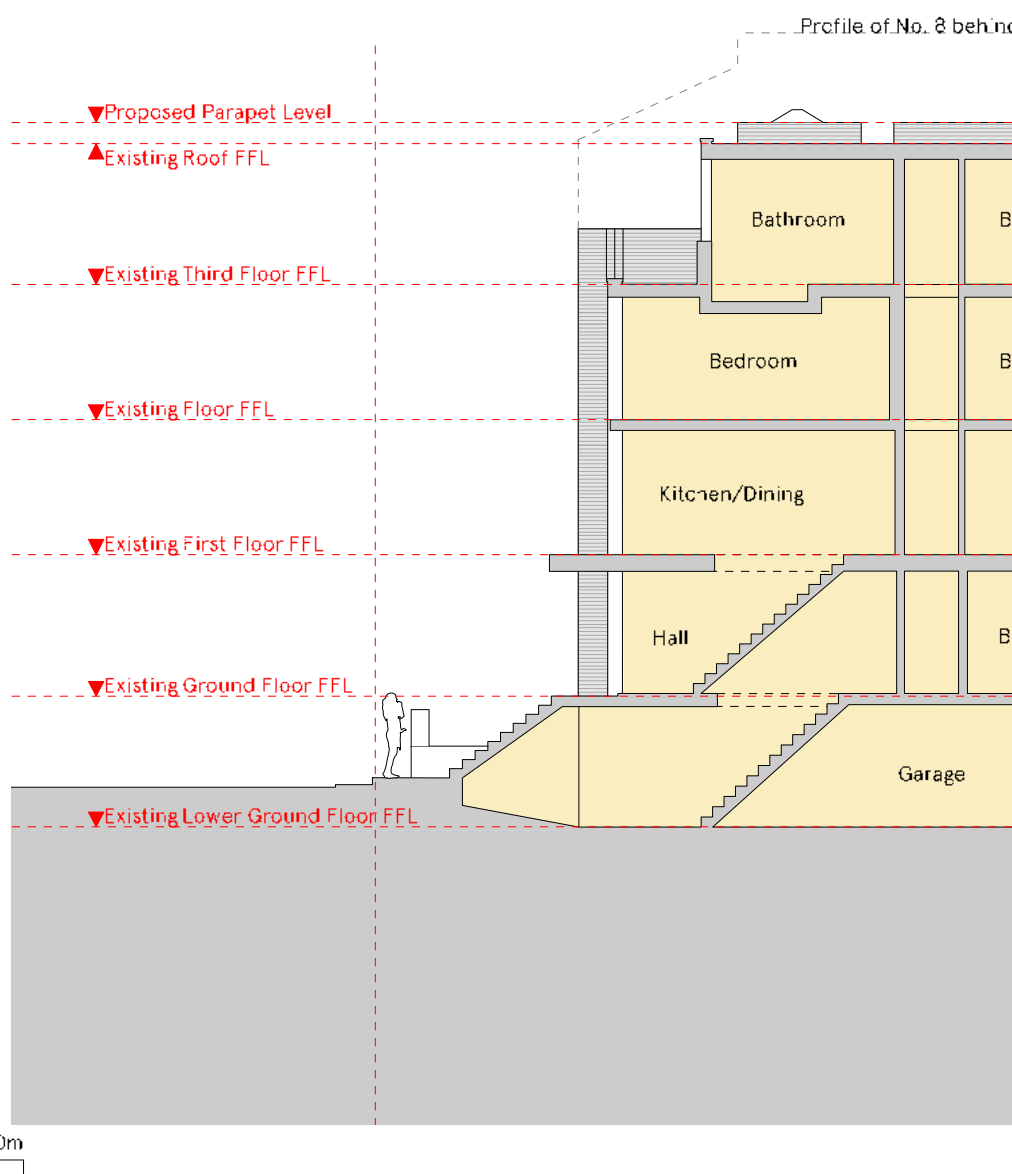 Profile of No. 8 behind
Proposed Parapet Level
Existing Roof FFL
Bathroom
B
Existing Third Floor FFL
Bedroom
B
Existing Floor FFL
Kitchen/Dining
Existing First Floor FFL
Hall
B
Existing Ground Floor FFL
Garage
Existing Lower Ground Floor FFL
0m